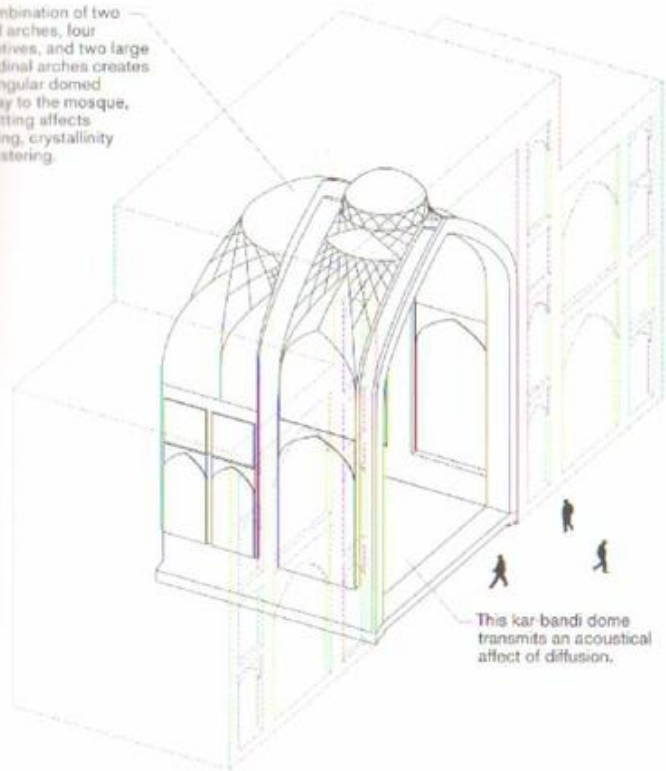 mbination of two
l arches, four
tives, and two large
dinal arches creates
ngular domed
ay to the mosque,
tting affects
ing, crystallinity
stering.
This kar-bandi dome
transmits an acoustical
affect of diffusion.